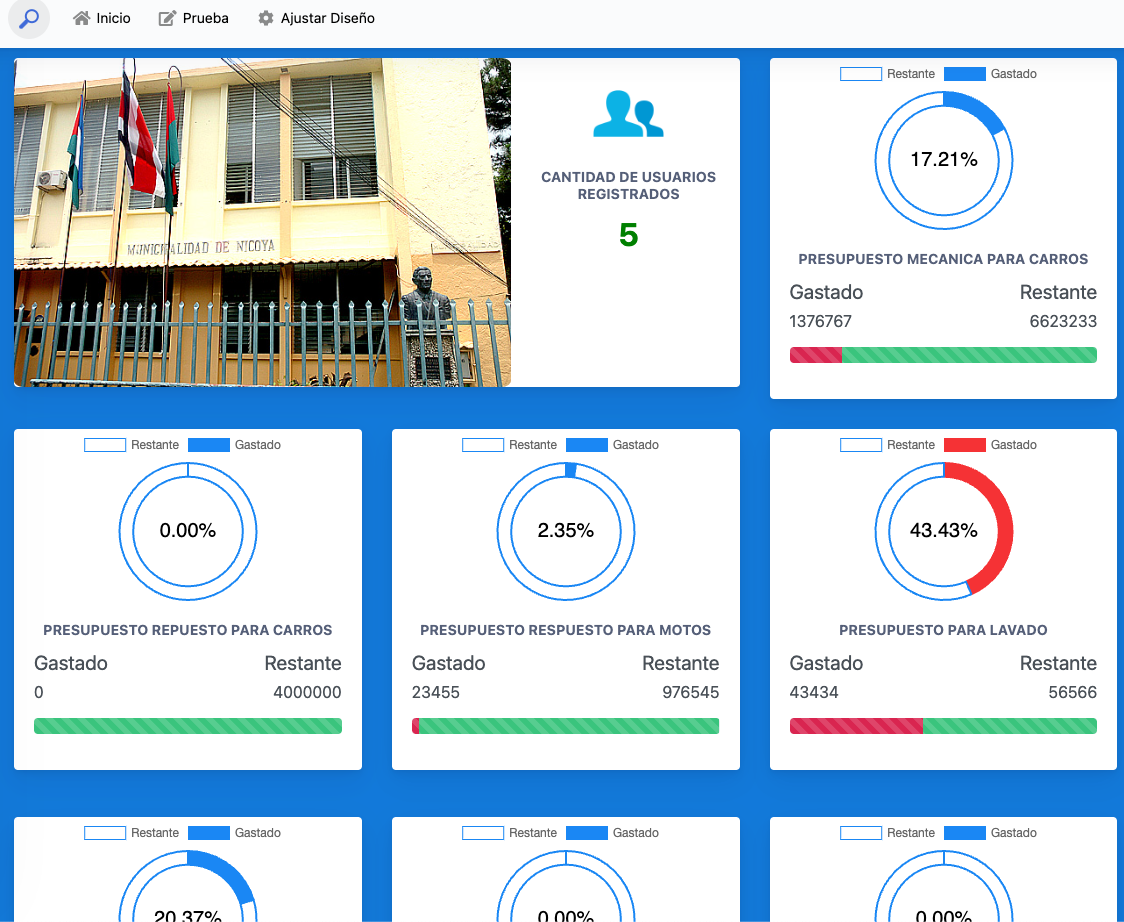 Inicio
Prueba
Ajustar Diseño
MUNICIPALIDAD DE NICOYA
CANTIDAD DE USUARIOS
REGISTRADOS
5
Restante Gastado
17.21%
PRESUPUESTO MECANICA PARA CARROS
Gastado Restante
1376767 6623233
Restante Gastado
0.00%
PRESUPUESTO REPUESTO PARA CARROS
Gastado Restante
0 4000000
Restante Gastado
2.35%
PRESUPUESTO RESPUESTO PARA MOTOS
Gastado Restante
23455 976545
Restante Gastado
43.43%
PRESUPUESTO PARA LAVADO
Gastado Restante
43434 56566
Restante Gastado
20.37%
Restante Gastado
0.00%
Restante Gastado
0.00%